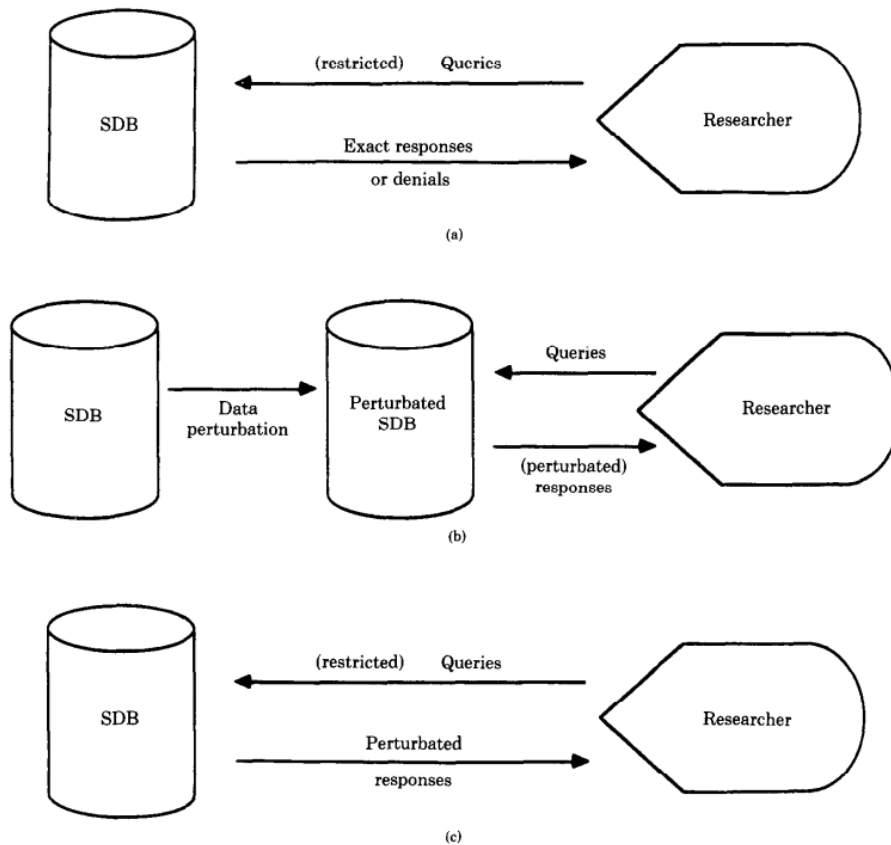 (restricted) Queries
SDB
Researcher
Exact responses
or denials
(a)
Queries
SDB
Data
perturbation
Perturbated
SDB
Researcher
(perturbated)
responses
(b)
(restricted) Queries
SDB
Researcher
Perturbated
responses
(c)